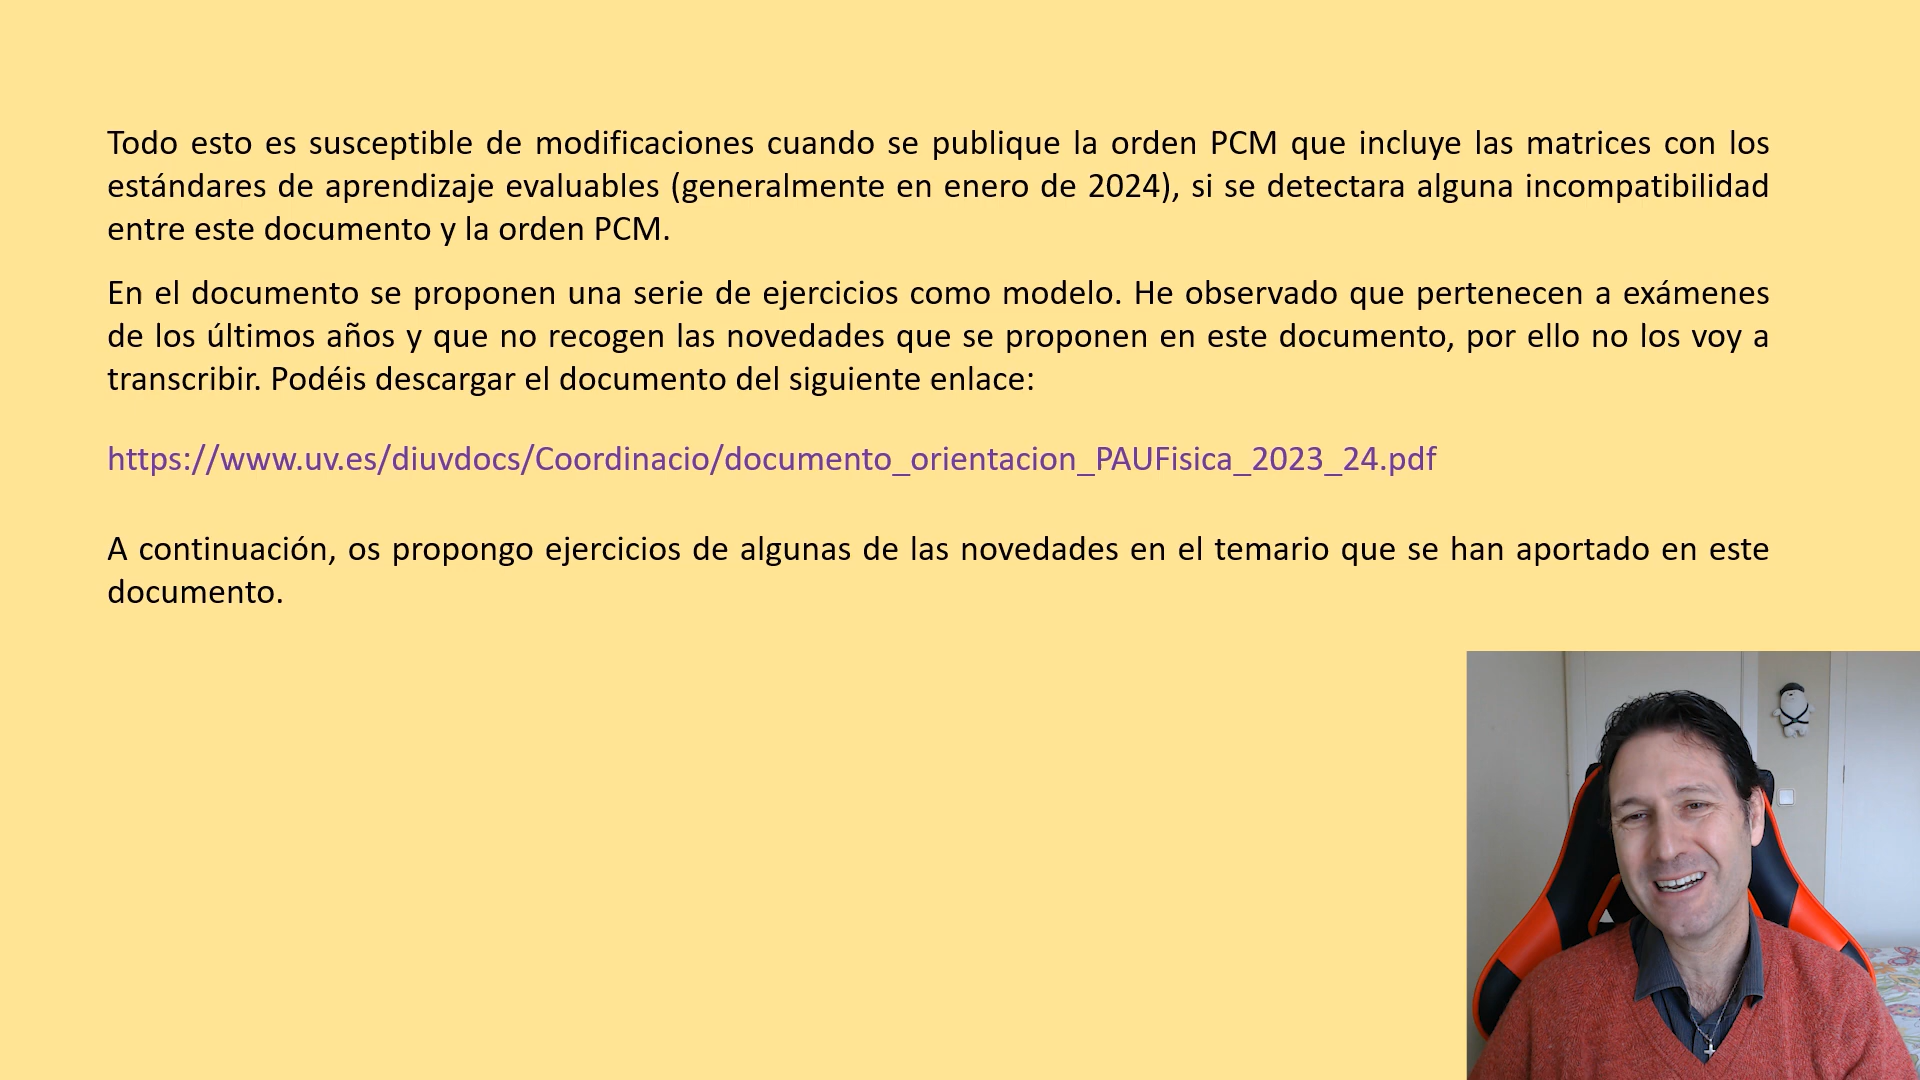 Todo esto es susceptible de modificaciones cuando se publique la orden PCM que incluye las matrices con los
estándares de aprendizaje evaluables (generalmente en enero de 2024), si se detectara alguna incompatibilidad
entre este documento y la orden PCM.
En el documento se proponen una serie de ejercicios como modelo. He observado que pertenecen a exámenes
de los últimos años y que no recogen las novedades que se proponen en este documento, por ello no los voy a
transcribir. Podéis descargar el documento del siguiente enlace:
https://www.uv.es/diuvdocs/Coordinacio/documento_orientacion_PAUFisica_2023_24.pdf
A continuación, os propongo ejercicios de algunas de las novedades en el temario que se han aportado en este
documento.